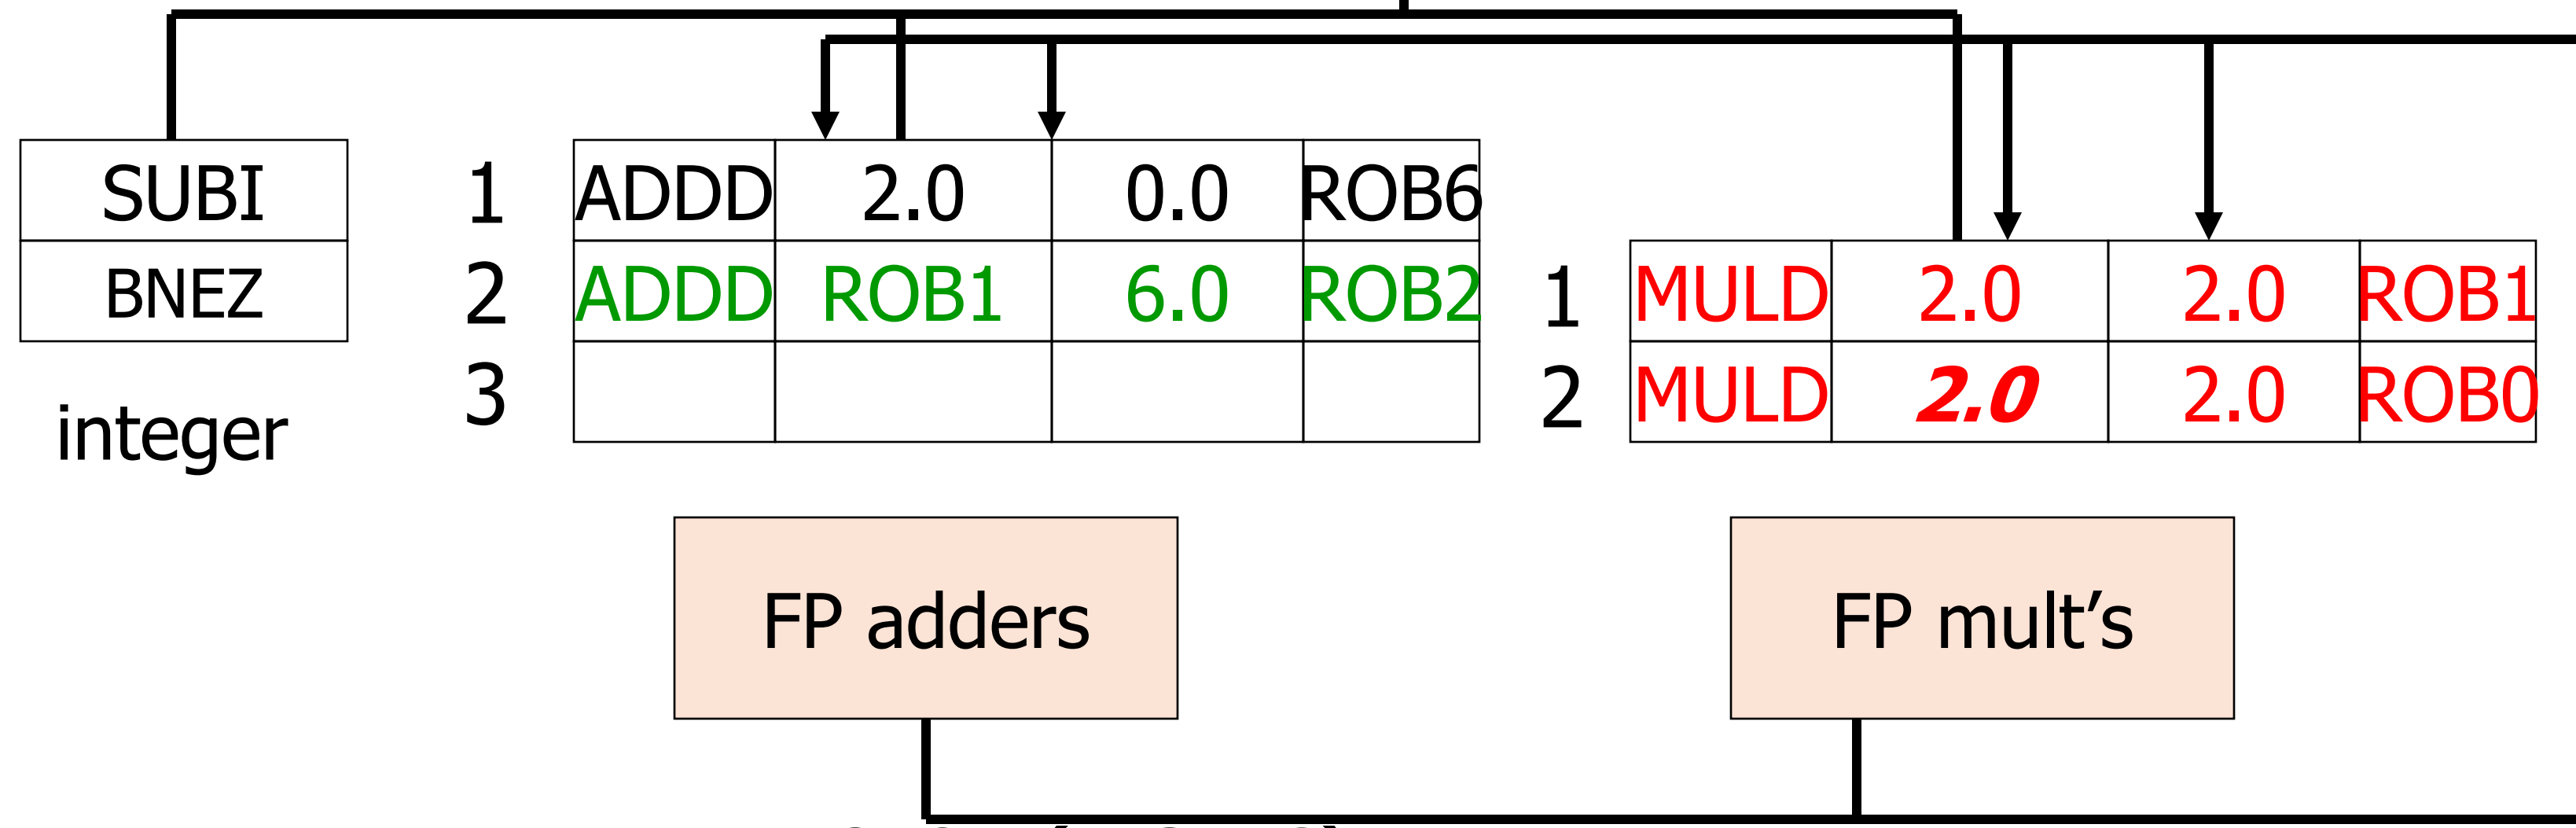 SUBI
BNEZ
integer
1 ADDD 2.0 0.0 ROB6
2 ADDD ROB1 6.0 ROB2
3
1 MULD 2.0 2.0 ROB1
2 MULD 2.0 2.0 ROB0
FP adders
FP mult’s